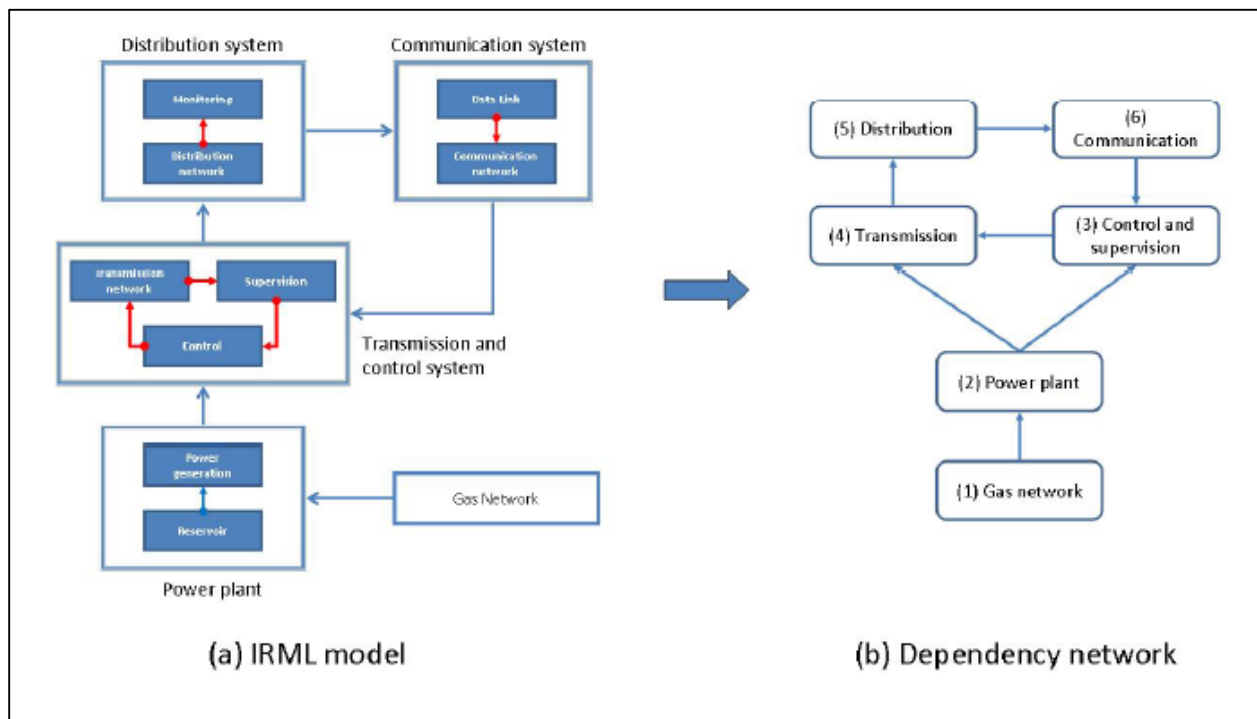 Distribution system
Communication system
Monitoring
Distribution
network
Data Link
Communication
network
Transmission
network
Supervision
Control
Transmission and
control system
Power
generation
Reservoir
Gas Network
Power plant
(a) IRML model
(5) Distribution
(6)
Communication
(4) Transmission
(3) Control and
supervision
(2) Power plant
(1) Gas network
(b) Dependency network